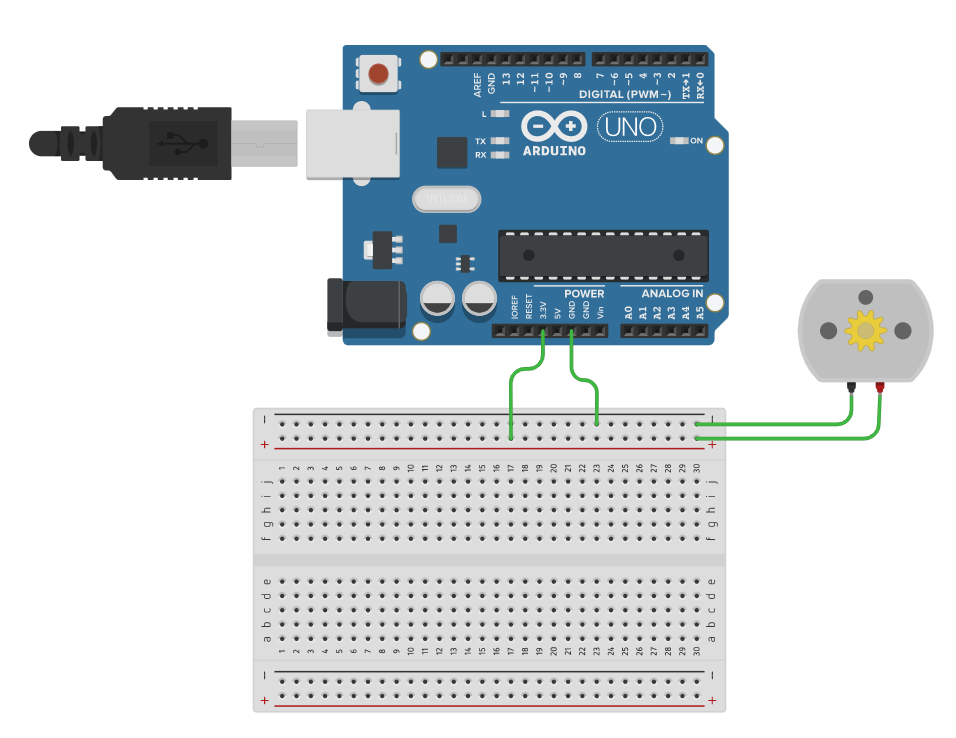 AREF
GND
13
12
~11
~10
~9
8
7
~6
~5
4
~3
2
TX→1
RX←0
DIGITAL (PWM~)
L
TX
RX
ARDUINO
UNO
ON
POWER
ANALOG IN
IOREF
RESET
3.3V
5V
GND
GND
Vin
A0
A1
A2
A3
A4
A5
− −
+ +
1 2 3 4 5 6 7 8 9 10 11 12 13 14 15 16 17 18 19 20 21 22 23 24 25 26 27 28 29 30
j j
i i
h h
g g
f f
e e
d d
c c
b b
a a
1 2 3 4 5 6 7 8 9 10 11 12 13 14 15 16 17 18 19 20 21 22 23 24 25 26 27 28 29 30
− −
+ +